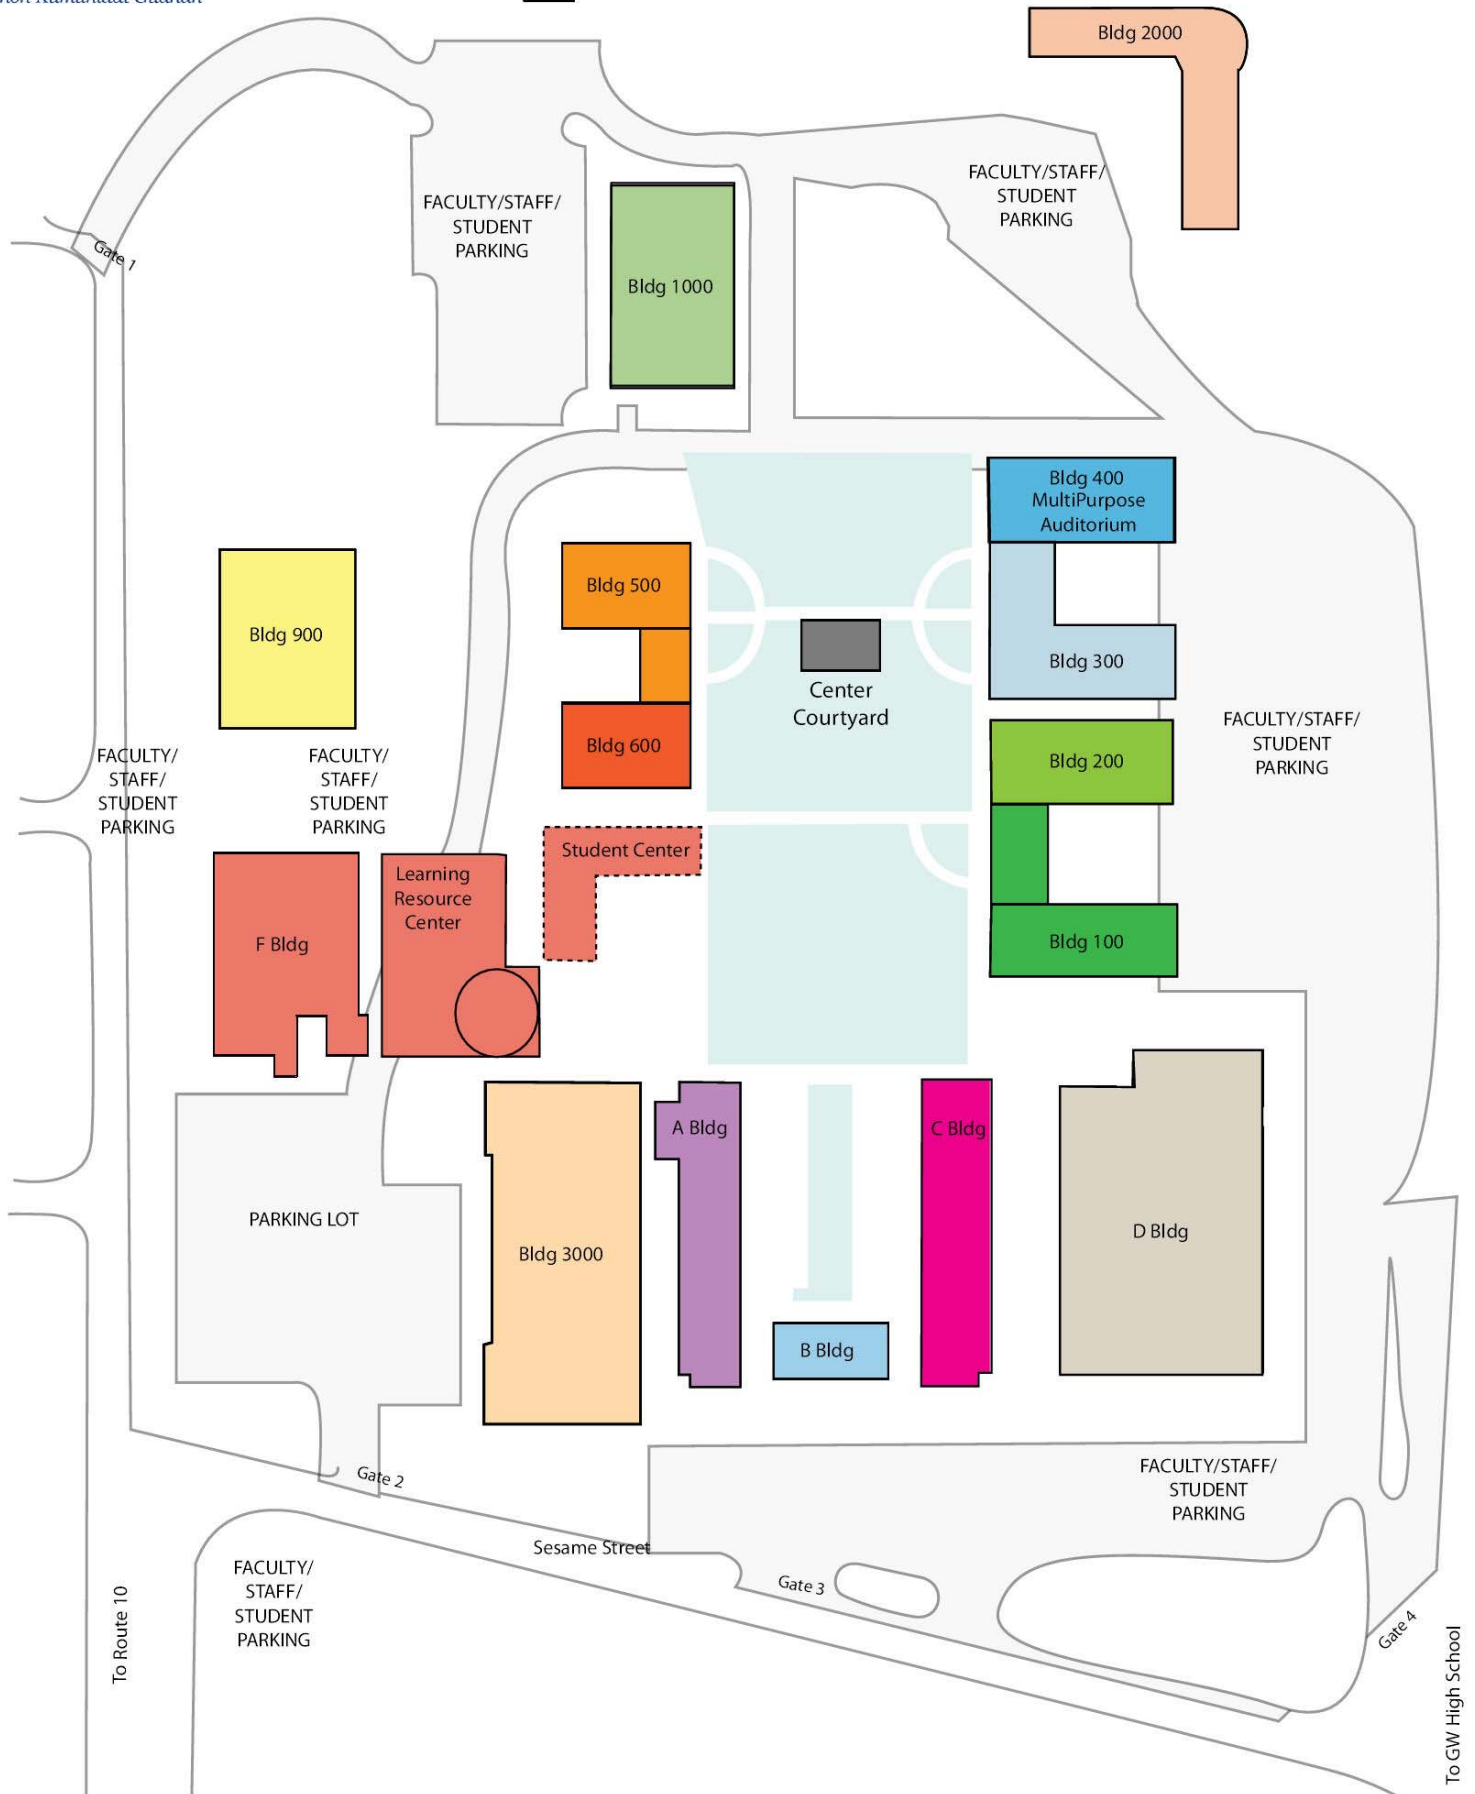 Bldg 2000
FACULTY/STAFF/
STUDENT
PARKING
FACULTY/STAFF/
STUDENT
PARKING
Gate 1
Bldg 1000
Bldg 400
MultiPurpose
Auditorium
Bldg 500
Bldg 900
Bldg 300
Center
Courtyard
Bldg 600
FACULTY/STAFF/
STUDENT
PARKING
FACULTY/
STAFF/
STUDENT
PARKING
FACULTY/
STAFF/
STUDENT
PARKING
Bldg 200
Student Center
Learning
Resource
Center
F Bldg
Bldg 100
A Bldg
C Bldg
PARKING LOT
Bldg 3000
D Bldg
B Bldg
Gate 2
FACULTY/STAFF/
STUDENT
PARKING
Sesame Street
Gate 3
FACULTY/
STAFF/
STUDENT
PARKING
To Route 10
Gate 4
To GW High School